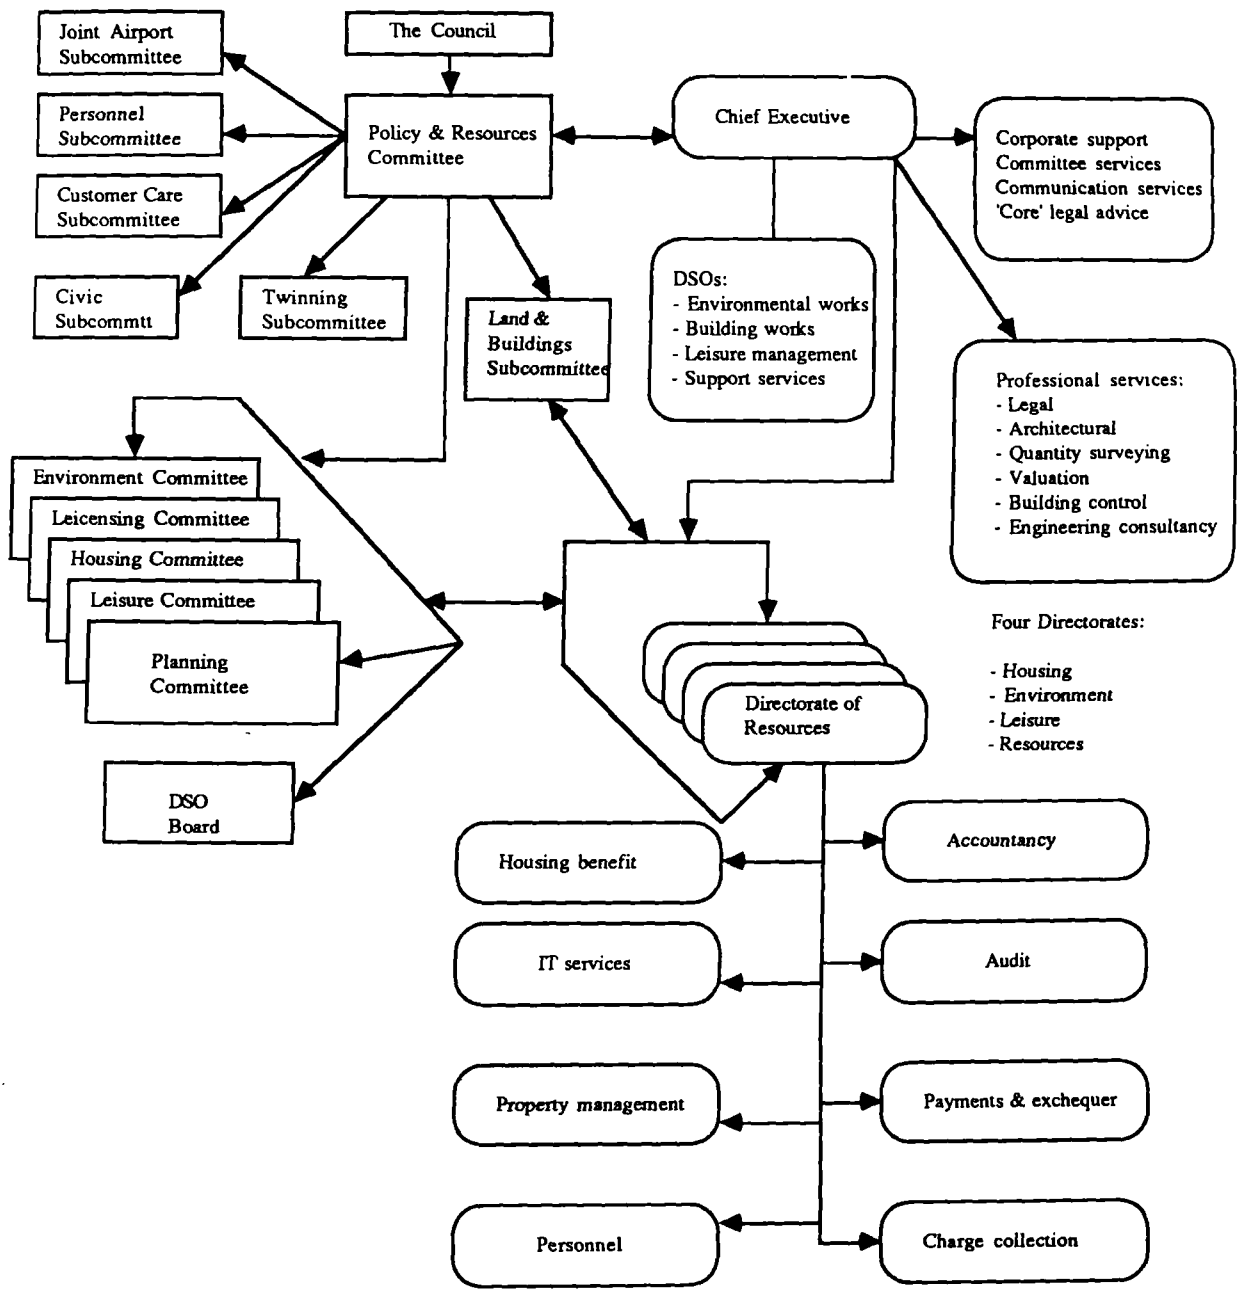 Joint Airport
Subcommittee
The Council
Personnel
Subcommittee
Policy & Resources
Committee
Chief Executive
Corporate support
Committee services
Communication services
'Core' legal advice
Customer Care
Subcommittee
Civic
Subcommtt
Twinning
Subcommittee
Land &
Buildings
Subcommittee
DSOs:
- Environmental works
- Building works
- Leisure management
- Support services
Professional services:
- Legal
- Architectural
- Quantity surveying
- Valuation
- Building control
- Engineering consultancy
Environment Committee
Leicensing Committee
Housing Committee
Leisure Committee
Planning
Committee
DSO
Board
Four Directorates:
- Housing
- Environment
- Leisure
- Resources
Directorate of
Resources
Housing benefit
Accountancy
IT services
Audit
Property management
Payments & exchequer
Personnel
Charge collection